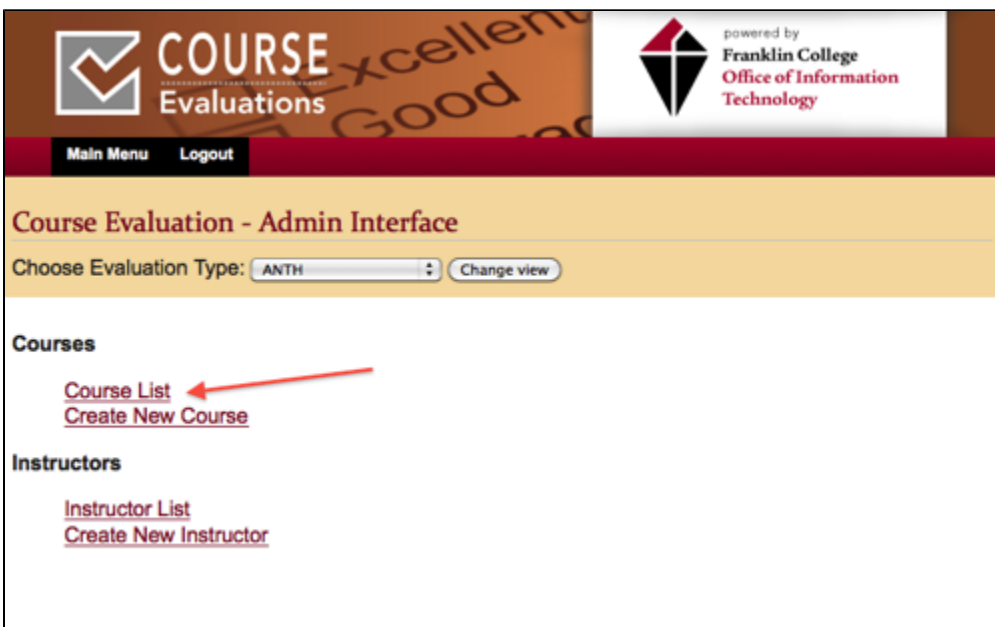 COURSE
Evaluations
Excellent
Good
powered by
Franklin College
Office of Information
Technology
Main Menu Logout
Course Evaluation - Admin Interface
Choose Evaluation Type: ANTH Change view
Courses
Course List
Create New Course
Instructors
Instructor List
Create New Instructor